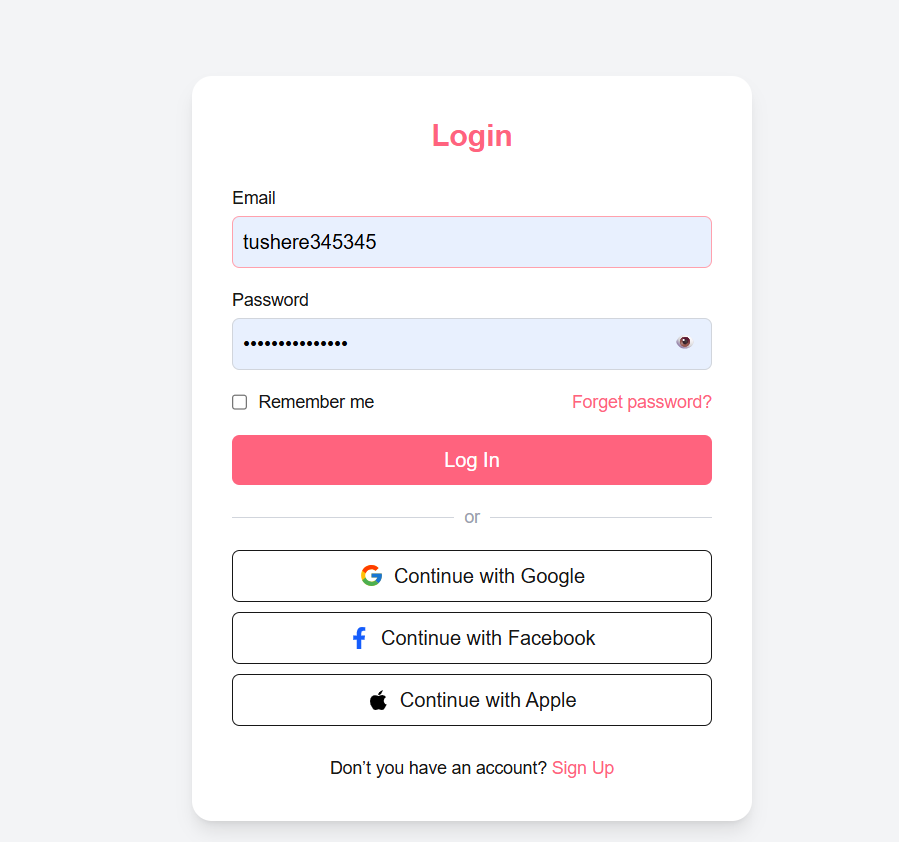 Login
Email
tushere345345
Password
•••••••••••••••
Remember me
Forget password?
Log In
or
Continue with Google
Continue with Facebook
Continue with Apple
Don’t you have an account? Sign Up